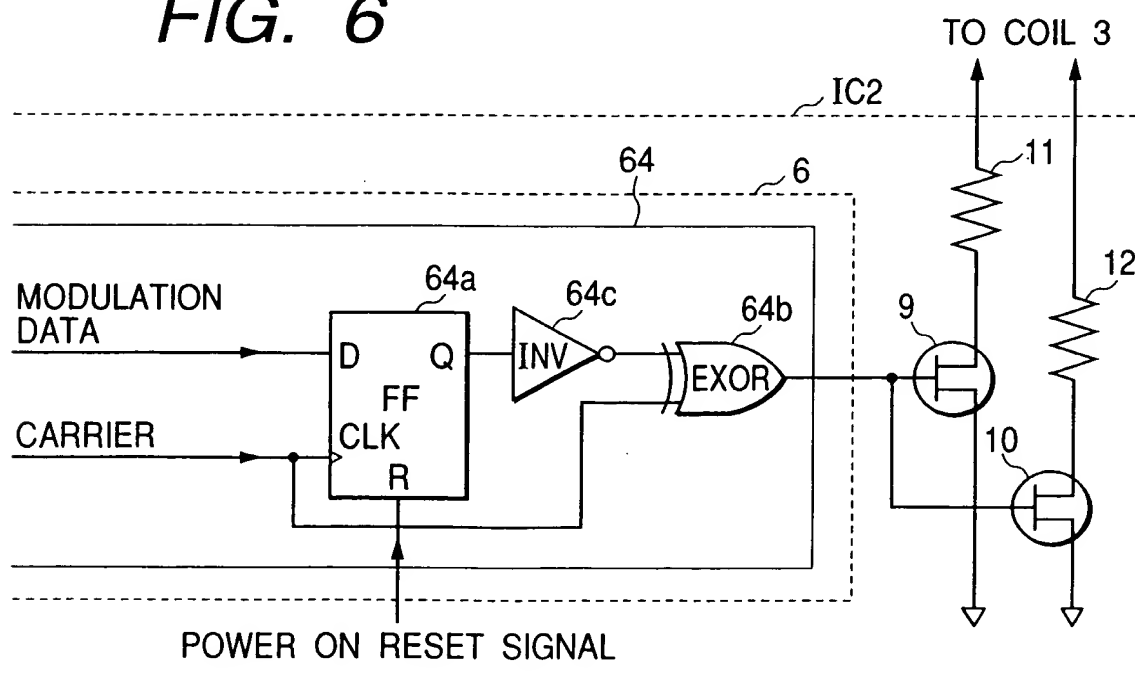 FIG. 6
TO COIL 3
IC2
11
64
6
12
MODULATION
DATA
64a
64c
64b
9
D
Q
INV
EXOR
FF
CARRIER
CLK
10
R
POWER ON RESET SIGNAL